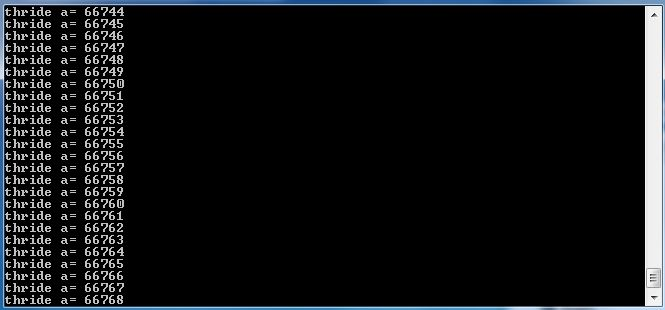 thride a= 66744
thride a= 66745
thride a= 66746
thride a= 66747
thride a= 66748
thride a= 66749
thride a= 66750
thride a= 66751
thride a= 66752
thride a= 66753
thride a= 66754
thride a= 66755
thride a= 66756
thride a= 66757
thride a= 66758
thride a= 66759
thride a= 66760
thride a= 66761
thride a= 66762
thride a= 66763
thride a= 66764
thride a= 66765
thride a= 66766
thride a= 66767
thride a= 66768